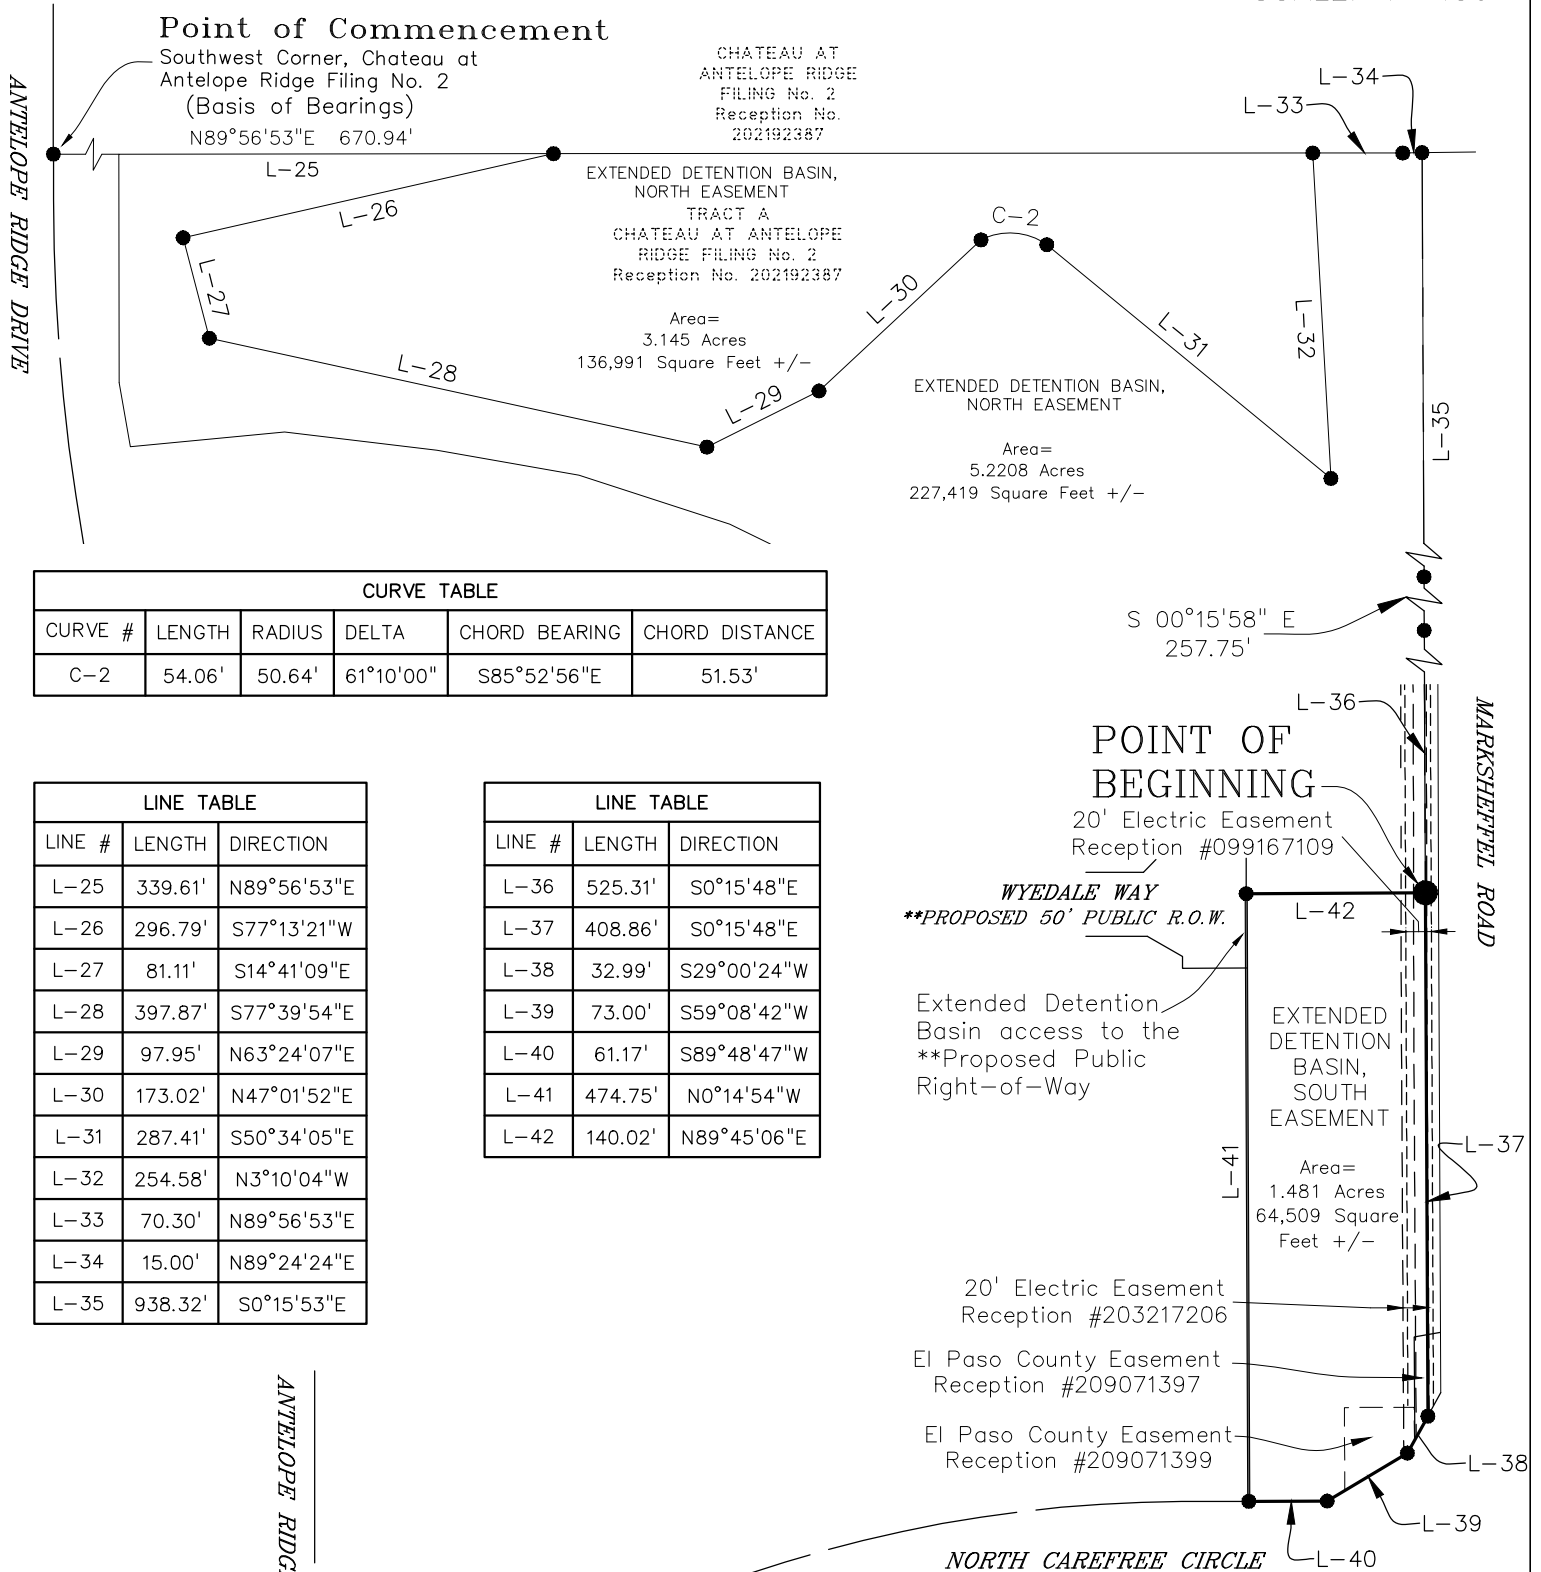 Point of Commencement
Southwest Corner, Chateau at
Antelope Ridge Filing No. 2
(Basis of Bearings)
N89°56'53"E 670.94'
L-25
CHATEAU AT
ANTELOPE RIDGE
FILING No. 2
Reception No.
202192387
L-34
L-33
ANTELOPE RIDGE DRIVE
L-26
L-27
L-28
EXTENDED DETENTION BASIN,
NORTH EASEMENT
TRACT A
CHATEAU AT ANTELOPE
RIDGE FILING No. 2
Reception No. 202192387
Area=
3.145 Acres
136,991 Square Feet +/-
L-29
L-30
C-2
L-31
L-32
L-35
EXTENDED DETENTION BASIN,
NORTH EASEMENT
Area=
5.2208 Acres
227,419 Square Feet +/-
CURVE TABLE
CURVE # LENGTH RADIUS DELTA CHORD BEARING CHORD DISTANCE
C-2 54.06' 50.64' 61°10'00" S85°52'56"E 51.53'
S 00°15'58" E
257.75'
L-36
MARKSHEFFEL ROAD
POINT OF
BEGINNING
20' Electric Easement
Reception #099167109
WYEDALE WAY
**PROPOSED 50' PUBLIC R.O.W.
L-42
LINE TABLE
LINE # LENGTH DIRECTION
L-25 339.61' N89°56'53"E
L-26 296.79' S77°13'21"W
L-27 81.11' S14°41'09"E
L-28 397.87' S77°39'54"E
L-29 97.95' N63°24'07"E
L-30 173.02' N47°01'52"E
L-31 287.41' S50°34'05"E
L-32 254.58' N3°10'04"W
L-33 70.30' N89°56'53"E
L-34 15.00' N89°24'24"E
L-35 938.32' S0°15'53"E
LINE TABLE
LINE # LENGTH DIRECTION
L-36 525.31' S0°15'48"E
L-37 408.86' S0°15'48"E
L-38 32.99' S29°00'24"W
L-39 73.00' S59°08'42"W
L-40 61.17' S89°48'47"W
L-41 474.75' N0°14'54"W
L-42 140.02' N89°45'06"E
Extended Detention
Basin access to the
**Proposed Public
Right-of-Way
EXTENDED
DETENTION
BASIN,
SOUTH
EASEMENT
Area=
1.481 Acres
64,509 Square
Feet +/-
L-37
L-41
20' Electric Easement
Reception #203217206
El Paso County Easement
Reception #209071397
El Paso County Easement
Reception #209071399
L-38
L-39
L-40
NORTH CAREFREE CIRCLE
ANTELOPE RIDG